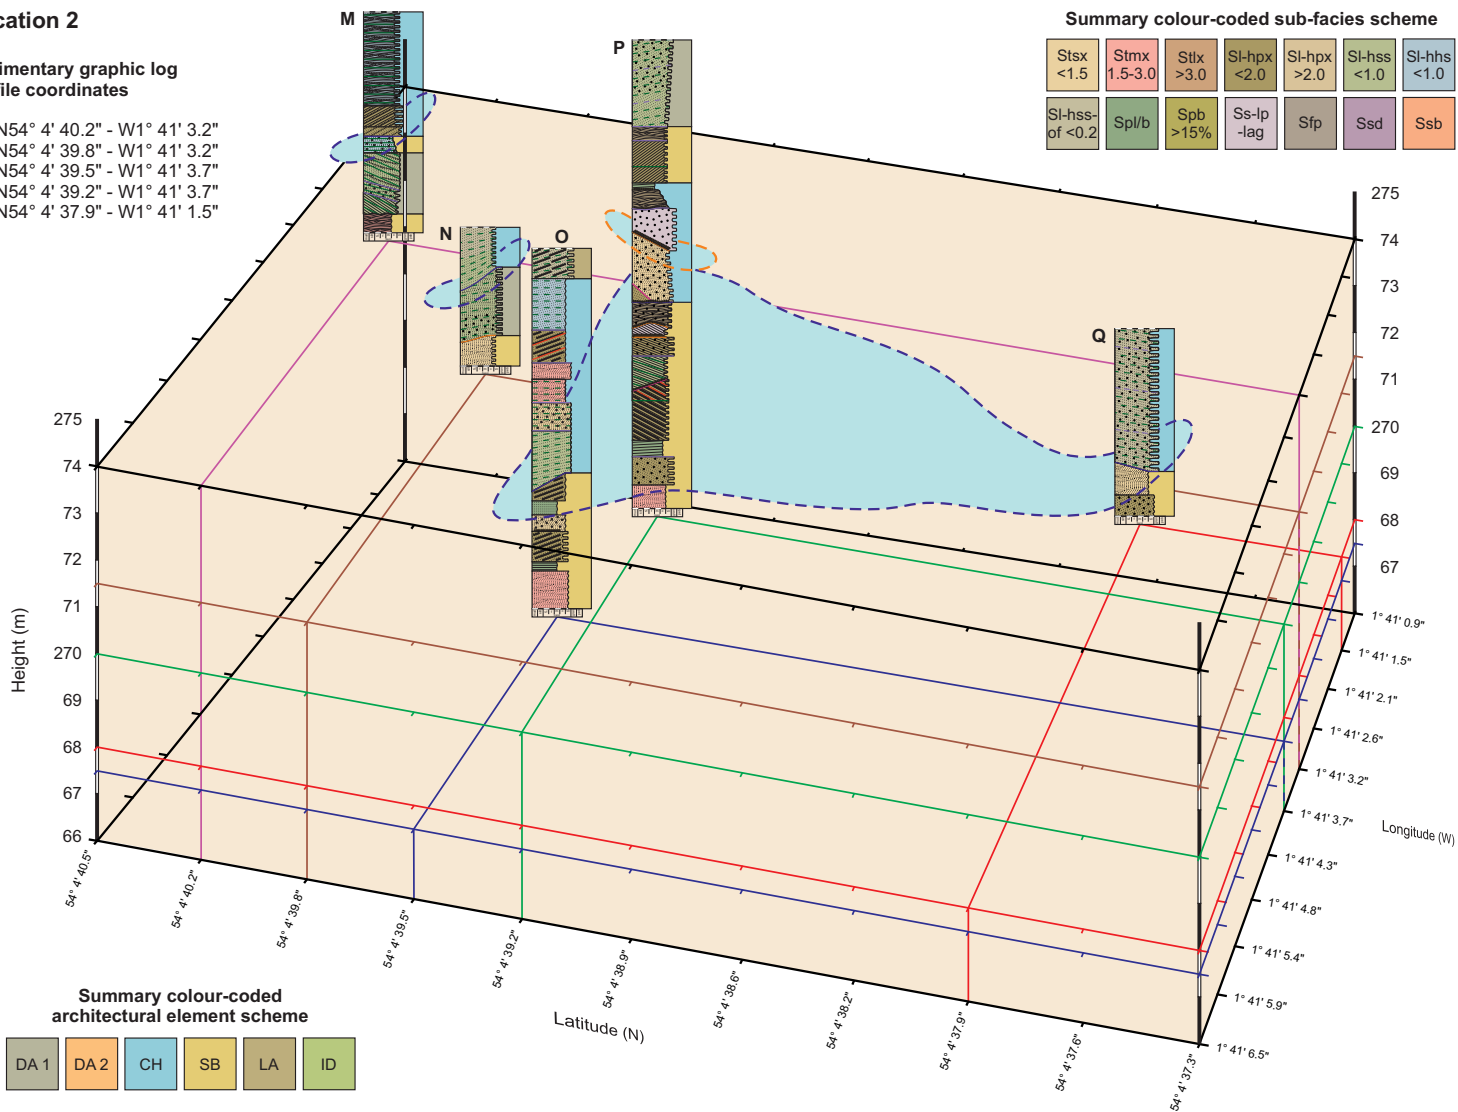 cation 2
imentary graphic log
file coordinates
N54° 4' 40.2" - W1° 41' 3.2"
N54° 4' 39.8" - W1° 41' 3.2"
N54° 4' 39.5" - W1° 41' 3.7"
N54° 4' 39.2" - W1° 41' 3.7"
N54° 4' 37.9" - W1° 41' 1.5"
M
N
O
P
Q
Summary colour-coded sub-facies scheme
Stsx <1.5
Stmx 1.5-3.0
Stlx >3.0
Sl-hpx <2.0
Sl-hpx >2.0
Sl-hss <1.0
Sl-hhs <1.0
Sl-hss-of <0.2
Spl/b
Spb >15%
Ss-lp -lag
Sfp
Ssd
Ssb
275
74
73
72
71
270
69
68
67
275
74
73
72
71
270
69
68
67
66
Height (m)
1° 41' 0.9"
1° 41' 1.5"
1° 41' 2.1"
1° 41' 2.6"
1° 41' 3.2"
1° 41' 3.7"
1° 41' 4.3"
1° 41' 4.8"
1° 41' 5.4"
1° 41' 5.9"
1° 41' 6.5"
Longitude (W)
54° 4' 40.5"
54° 4' 40.2"
54° 4' 39.8"
54° 4' 39.5"
54° 4' 39.2"
54° 4' 38.9"
54° 4' 38.6"
54° 4' 38.2"
54° 4' 37.9"
54° 4' 37.6"
54° 4' 37.3"
Latitude (N)
Summary colour-coded
architectural element scheme
DA 1
DA 2
CH
SB
LA
ID